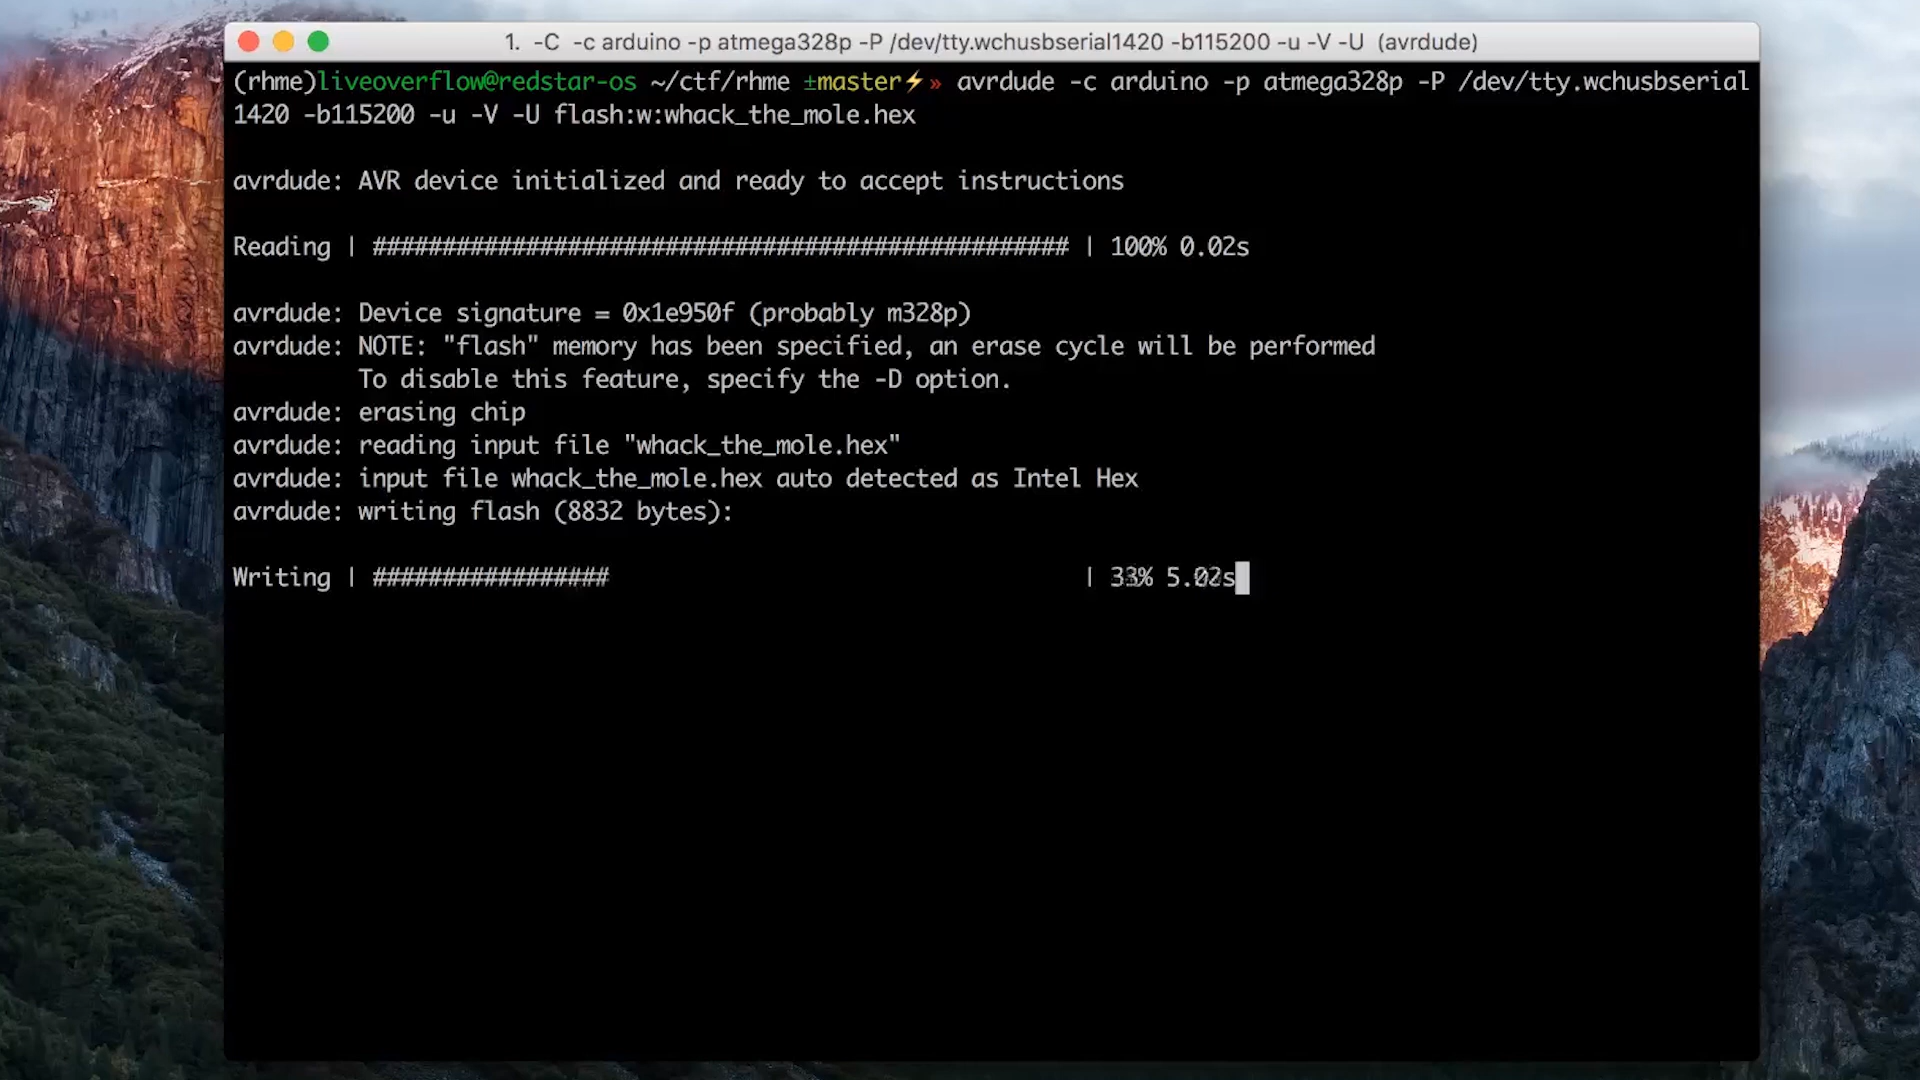 1. -C -c arduino -p atmega328p -P /dev/tty.wchusbserial1420 -b115200 -u -V -U (avrdude)
(rhme)liveoverflow@redstar-os ~/ctf/rhme ±master⚡» avrdude -c arduino -p atmega328p -P /dev/tty.wchusbserial
1420 -b115200 -u -V -U flash:w:whack_the_mole.hex
avrdude: AVR device initialized and ready to accept instructions
Reading | ################################################## | 100% 0.02s
avrdude: Device signature = 0x1e950f (probably m328p)
avrdude: NOTE: "flash" memory has been specified, an erase cycle will be performed
To disable this feature, specify the -D option.
avrdude: erasing chip
avrdude: reading input file "whack_the_mole.hex"
avrdude: input file whack_the_mole.hex auto detected as Intel Hex
avrdude: writing flash (8832 bytes):
Writing | ################# | 33% 5.02s